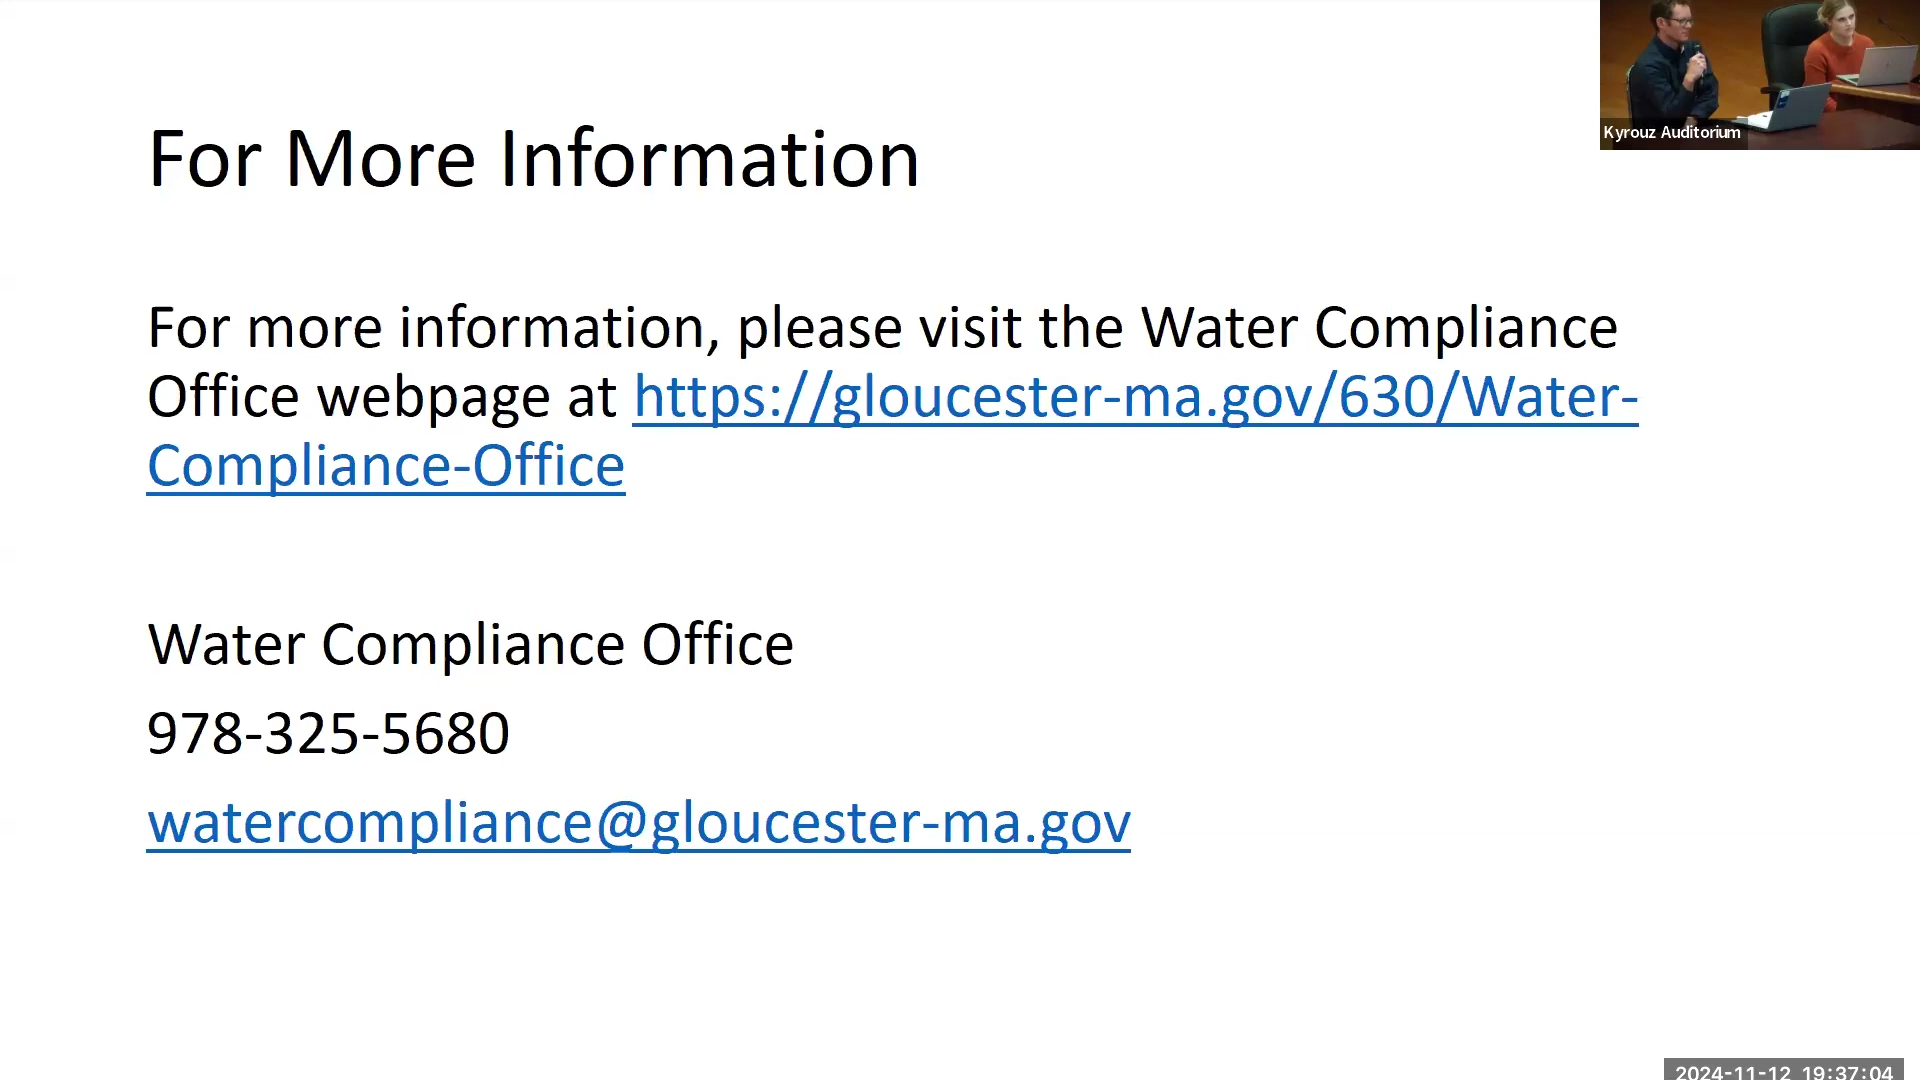 Kyrouz Auditorium
For More Information
For more information, please visit the Water Compliance
Office webpage at https://gloucester-ma.gov/630/Water-
Compliance-Office
Water Compliance Office
978-325-5680
watercompliance@gloucester-ma.gov
2024-11-12 19:37:04